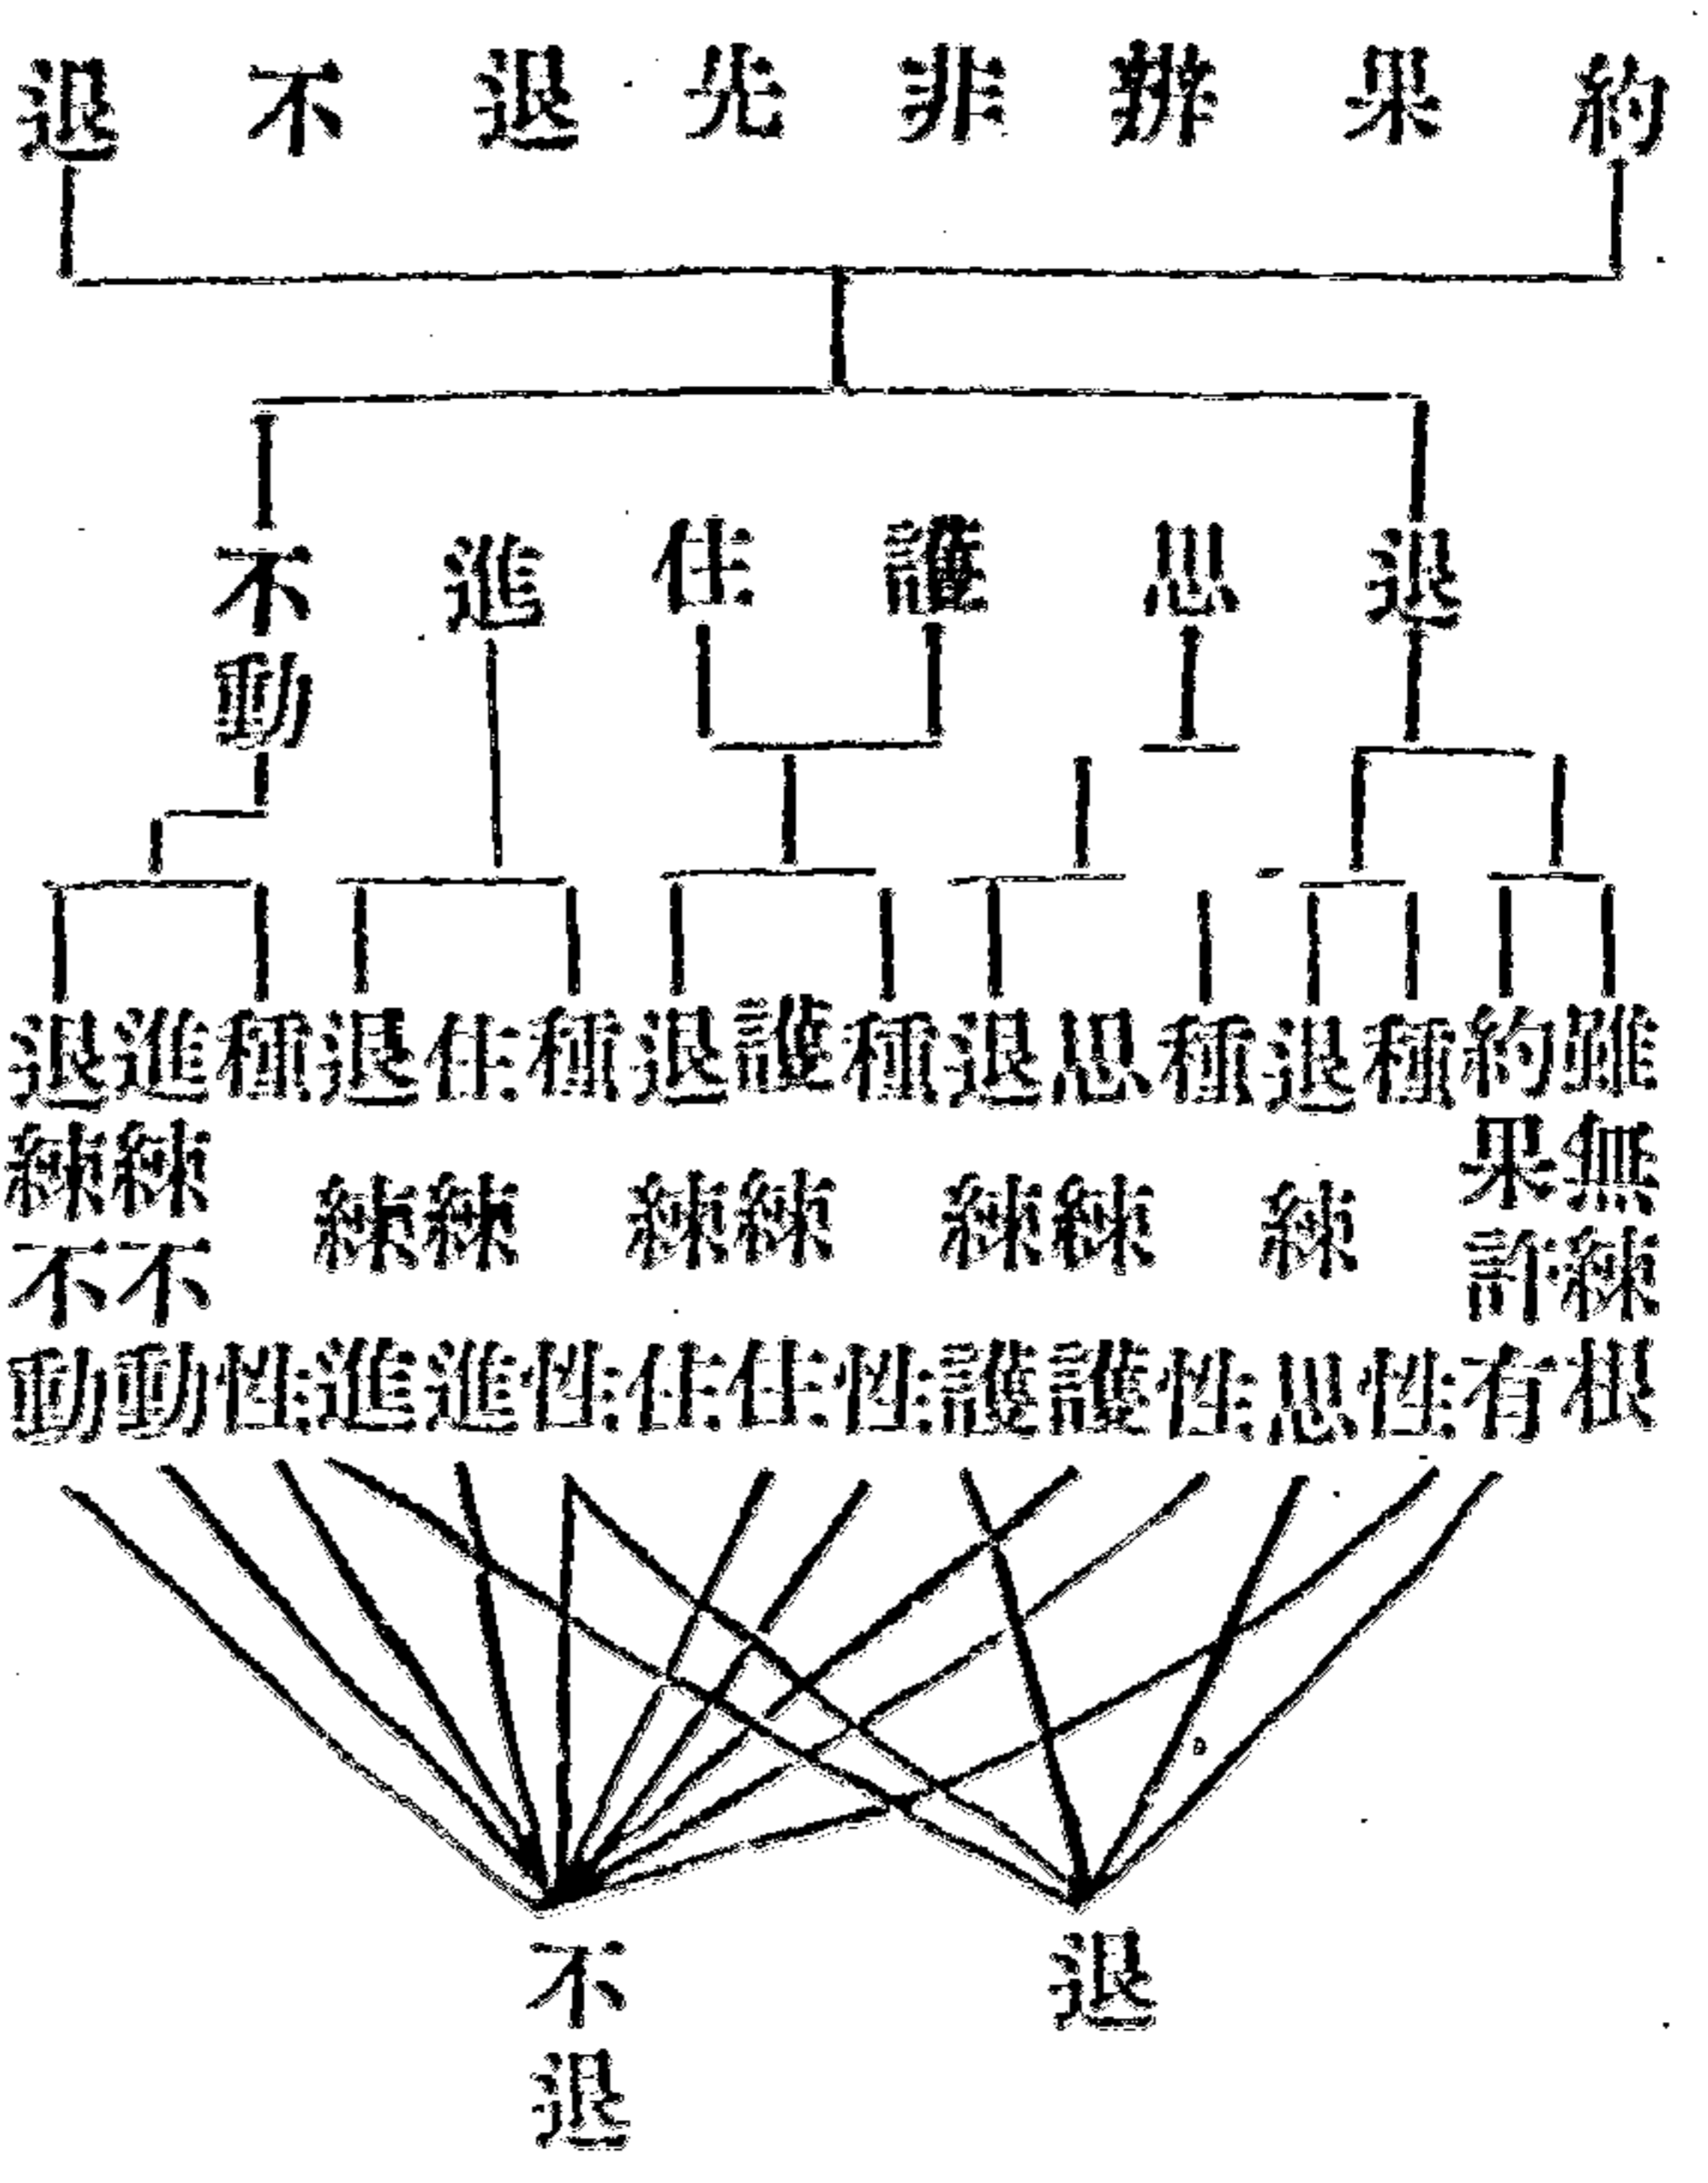 約果辨非先退不退
退
思
護
住
進
不動
雖無練根
約果許有
種性
退練思
種性
思練護
退練護
種性
護練住
退練住
種性
住練進
退練進
種性
進練不動
退練不動
退
不退